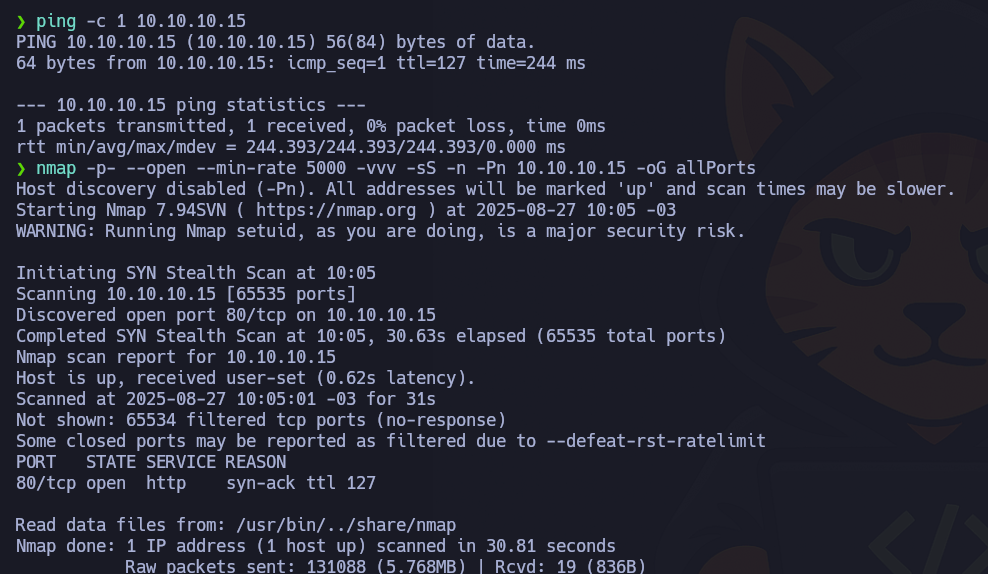 ❯ ping -c 1 10.10.10.15
PING 10.10.10.15 (10.10.10.15) 56(84) bytes of data.
64 bytes from 10.10.10.15: icmp_seq=1 ttl=127 time=244 ms
--- 10.10.10.15 ping statistics ---
1 packets transmitted, 1 received, 0% packet loss, time 0ms
rtt min/avg/max/mdev = 244.393/244.393/244.393/0.000 ms
❯ nmap -p- --open --min-rate 5000 -vvv -sS -n -Pn 10.10.10.15 -oG allPorts
Host discovery disabled (-Pn). All addresses will be marked 'up' and scan times may be slower.
Starting Nmap 7.94SVN ( https://nmap.org ) at 2025-08-27 10:05 -03
WARNING: Running Nmap setuid, as you are doing, is a major security risk.
Initiating SYN Stealth Scan at 10:05
Scanning 10.10.10.15 [65535 ports]
Discovered open port 80/tcp on 10.10.10.15
Completed SYN Stealth Scan at 10:05, 30.63s elapsed (65535 total ports)
Nmap scan report for 10.10.10.15
Host is up, received user-set (0.62s latency).
Scanned at 2025-08-27 10:05:01 -03 for 31s
Not shown: 65534 filtered tcp ports (no-response)
Some closed ports may be reported as filtered due to --defeat-rst-ratelimit
PORT   STATE SERVICE REASON
80/tcp open  http    syn-ack ttl 127
Read data files from: /usr/bin/../share/nmap
Nmap done: 1 IP address (1 host up) scanned in 30.81 seconds
Raw packets sent: 131088 (5.768MB) | Rcvd: 19 (836B)